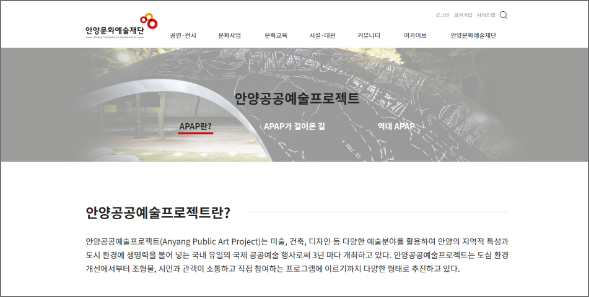 로그인 회원가입 사이트맵
안양문화예술재단
공연·전시 문화사업 문화교육 시설·대관 커뮤니티 아카이브 안양문화예술재단
안양공공예술프로젝트
APAP란? APAP가 걸어온 길 역대 APAP
안양공공예술프로젝트란?
안양공공예술프로젝트(Anyang Public Art Project)는 미술, 건축, 디자인 등 다양한 예술분야를 활용하여 안양의 지역적 특성과
도시 환경에 생명력을 불어 넣는 국내 유일의 국제 공공예술 행사로써 3년 마다 개최하고 있다. 안양공공예술프로젝트는 도심 환경
개선에서부터 조형물, 시민과 관객이 소통하고 직접 참여하는 프로그램에 이르기까지 다양한 형태로 추진하고 있다.